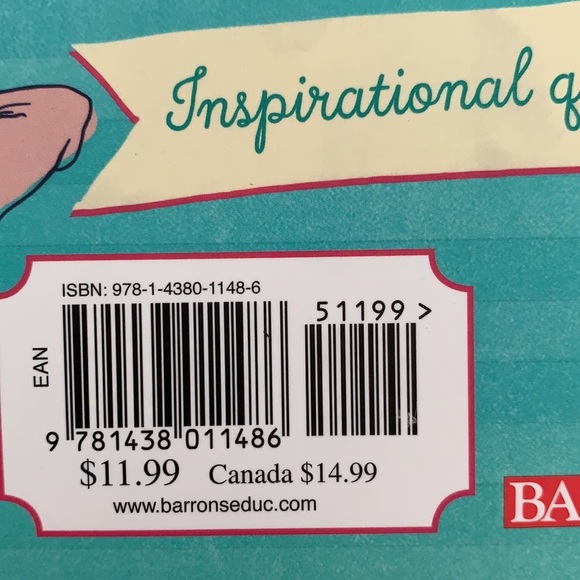 Inspirational q
ISBN: 978-1-4380-1148-6
51199 >
EAN
9 781438 011486
$11.99 Canada $14.99
www.barronseduc.com
BA